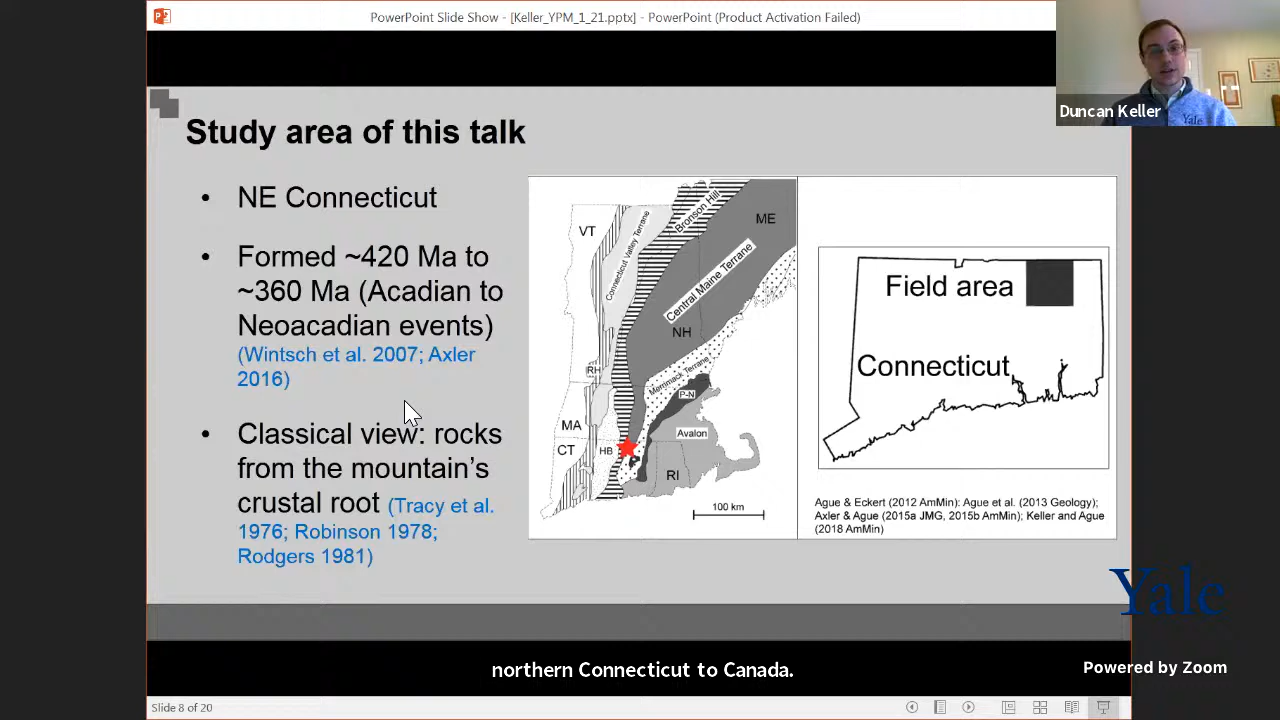 PowerPoint Slide Show - [Keller_YPM_1_21.pptx] - PowerPoint (Product Activation Failed)
Duncan Keller
Yale
Study area of this talk
• NE Connecticut
• Formed ~420 Ma to
~360 Ma (Acadian to
Neoacadian events)
(Wintsch et al. 2007; Axler
2016)
• Classical view: rocks
from the mountain's
crustal root (Tracy et al.
1976; Robinson 1978;
Rodgers 1981)
VT
Connecticut Valley Terrane
Bronson Hill
ME
Central Maine Terrane
NH
RH
Merrimack Terrane
P-N
MA
Avalon
CT
HB
RI
100 km
Field area
Connecticut
Ague & Eckert (2012 AmMin); Ague et al. (2013 Geology);
Axler & Ague (2015a JMG, 2015b AmMin); Keller and Ague
(2018 AmMin)
Yale
northern Connecticut to Canada.
Powered by Zoom
Slide 8 of 20